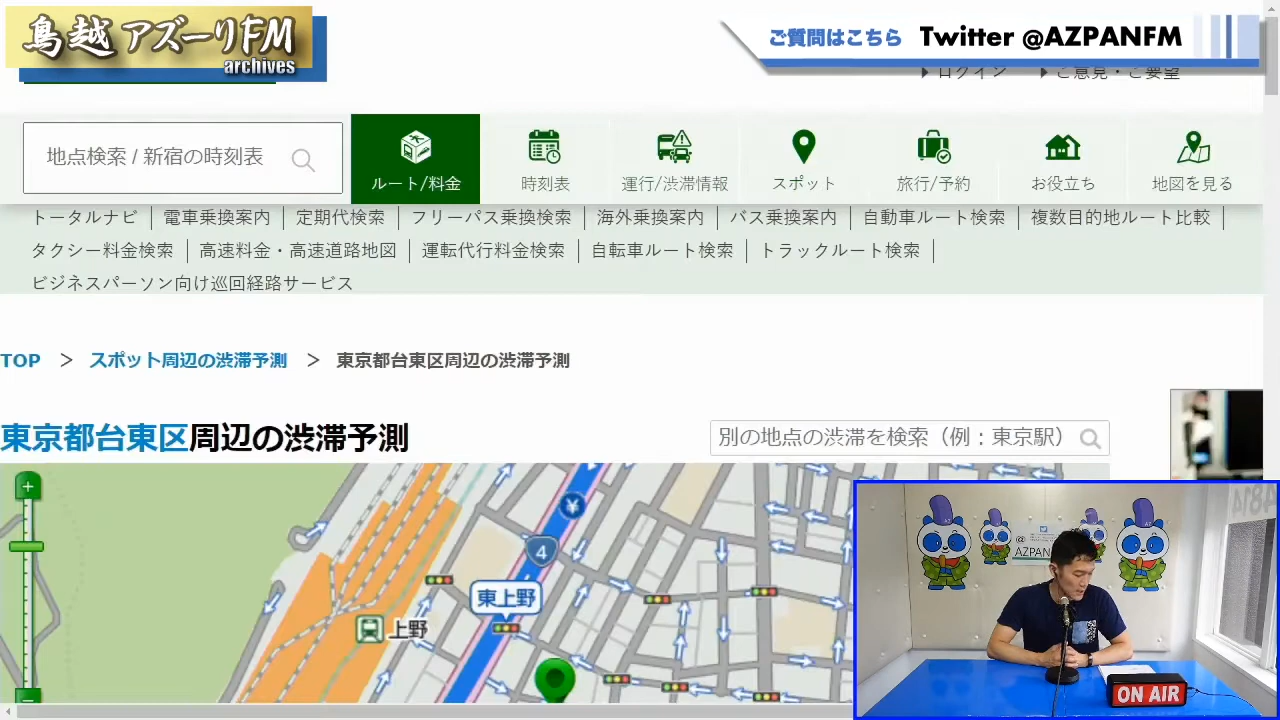 鳥越 アズーリFM
archives
ご質問はこちら Twitter @AZPANFM
ログイン ご意見・ご要望
地点検索 / 新宿の時刻表
ルート/料金
時刻表
運行/渋滞情報
スポット
旅行/予約
お役立ち
地図を見る
トータルナビ | 電車乗換案内 | 定期代検索 | フリーパス乗換検索 | 海外乗換案内 | バス乗換案内 | 自動車ルート検索 | 複数目的地ルート比較 |
タクシー料金検索 | 高速料金・高速道路地図 | 運転代行料金検索 | 自転車ルート検索 | トラックルート検索 |
ビジネスパーソン向け巡回経路サービス
TOP > スポット周辺の渋滞予測 > 東京都台東区周辺の渋滞予測
東京都台東区周辺の渋滞予測
別の地点の渋滞を検索（例：東京駅）
¥
4
東上野
上野
@
AZPAN
ON AIR